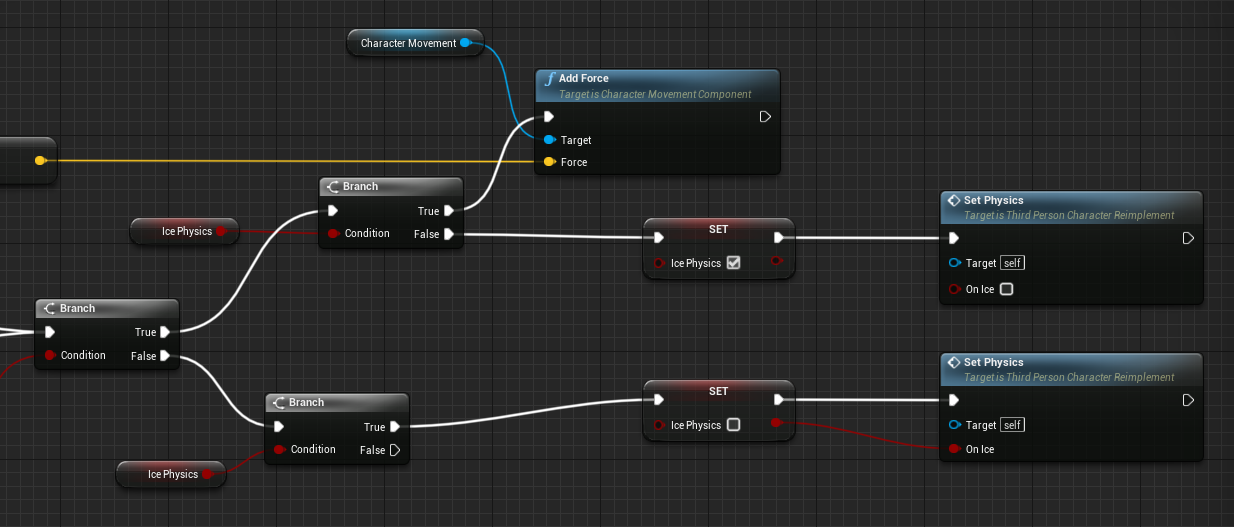 Character Movement
f Add Force
Target is Character Movement Component
Target
Force
Branch
True
Condition
False
Ice Physics
SET
Ice Physics
Set Physics
Target is Third Person Character Reimplement
Target self
On Ice
Branch
True
Condition
False
Branch
True
Condition
False
Ice Physics
SET
Ice Physics
Set Physics
Target is Third Person Character Reimplement
Target self
On Ice